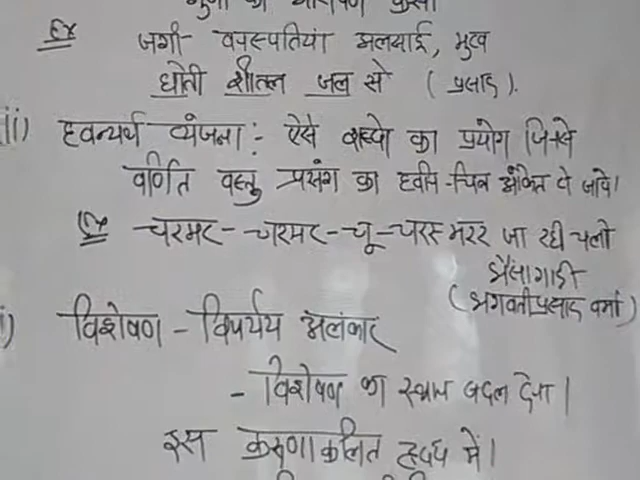 Ex जगी वनस्पतियां अलसाई, मुख
धोती शीतल जल से (प्रसाद).
ii) ध्वन्यर्थ व्यंजना :- ऐसे शब्दो का प्रयोग जिनसे
वर्णित वस्तु प्रसंग का ध्वनि-चित्र अंकित हो जाये।
Ex चरमर-चरमर-चू-चरर मरर जा रही चली
भैंसागाडी
(भगवतीप्रसाद वर्मा)
i) विशेषण-विपर्यय अलंकार
- विशेषण का स्थान बदल देना।
इस करूणा कलित ह्दय में।